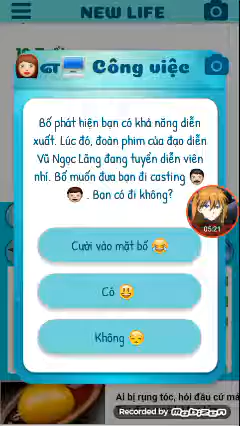 NEW LIFE
Công việc
Bố phát hiện bạn có khả năng diễn
xuất. Lúc đó, đoàn phim của đạo diễn
Vũ Ngọc Lãng đang tuyển diễn viên
nhí. Bố muốn đưa bạn đi casting
. Bạn có đi không?
05:21
Cười vào mặt bố
Có
Không
Ai bị rụng tóc, hói đầu cứ
Recorded by Mobizen